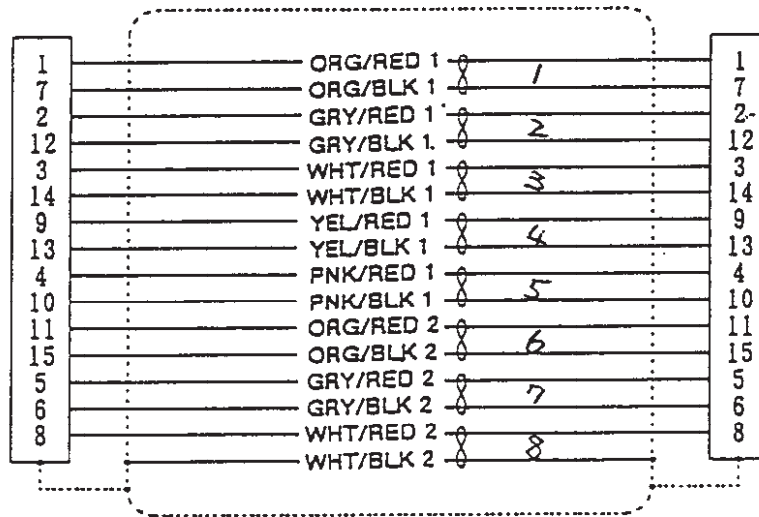 1 ORG/RED 1 1
7 ORG/BLK 1 1 7
2 GRY/RED 1 2
12 GRY/BLK 1. 2 12
3 WHT/RED 1 3
14 WHT/BLK 1 3 14
9 YEL/RED 1 9
13 YEL/BLK 1 4 13
4 PNK/RED 1 4
10 PNK/BLK 1 5 10
11 ORG/RED 2 11
15 ORG/BLK 2 6 15
5 GRY/RED 2 5
6 GRY/BLK 2 7 6
8 WHT/RED 2 8
WHT/BLK 2 8